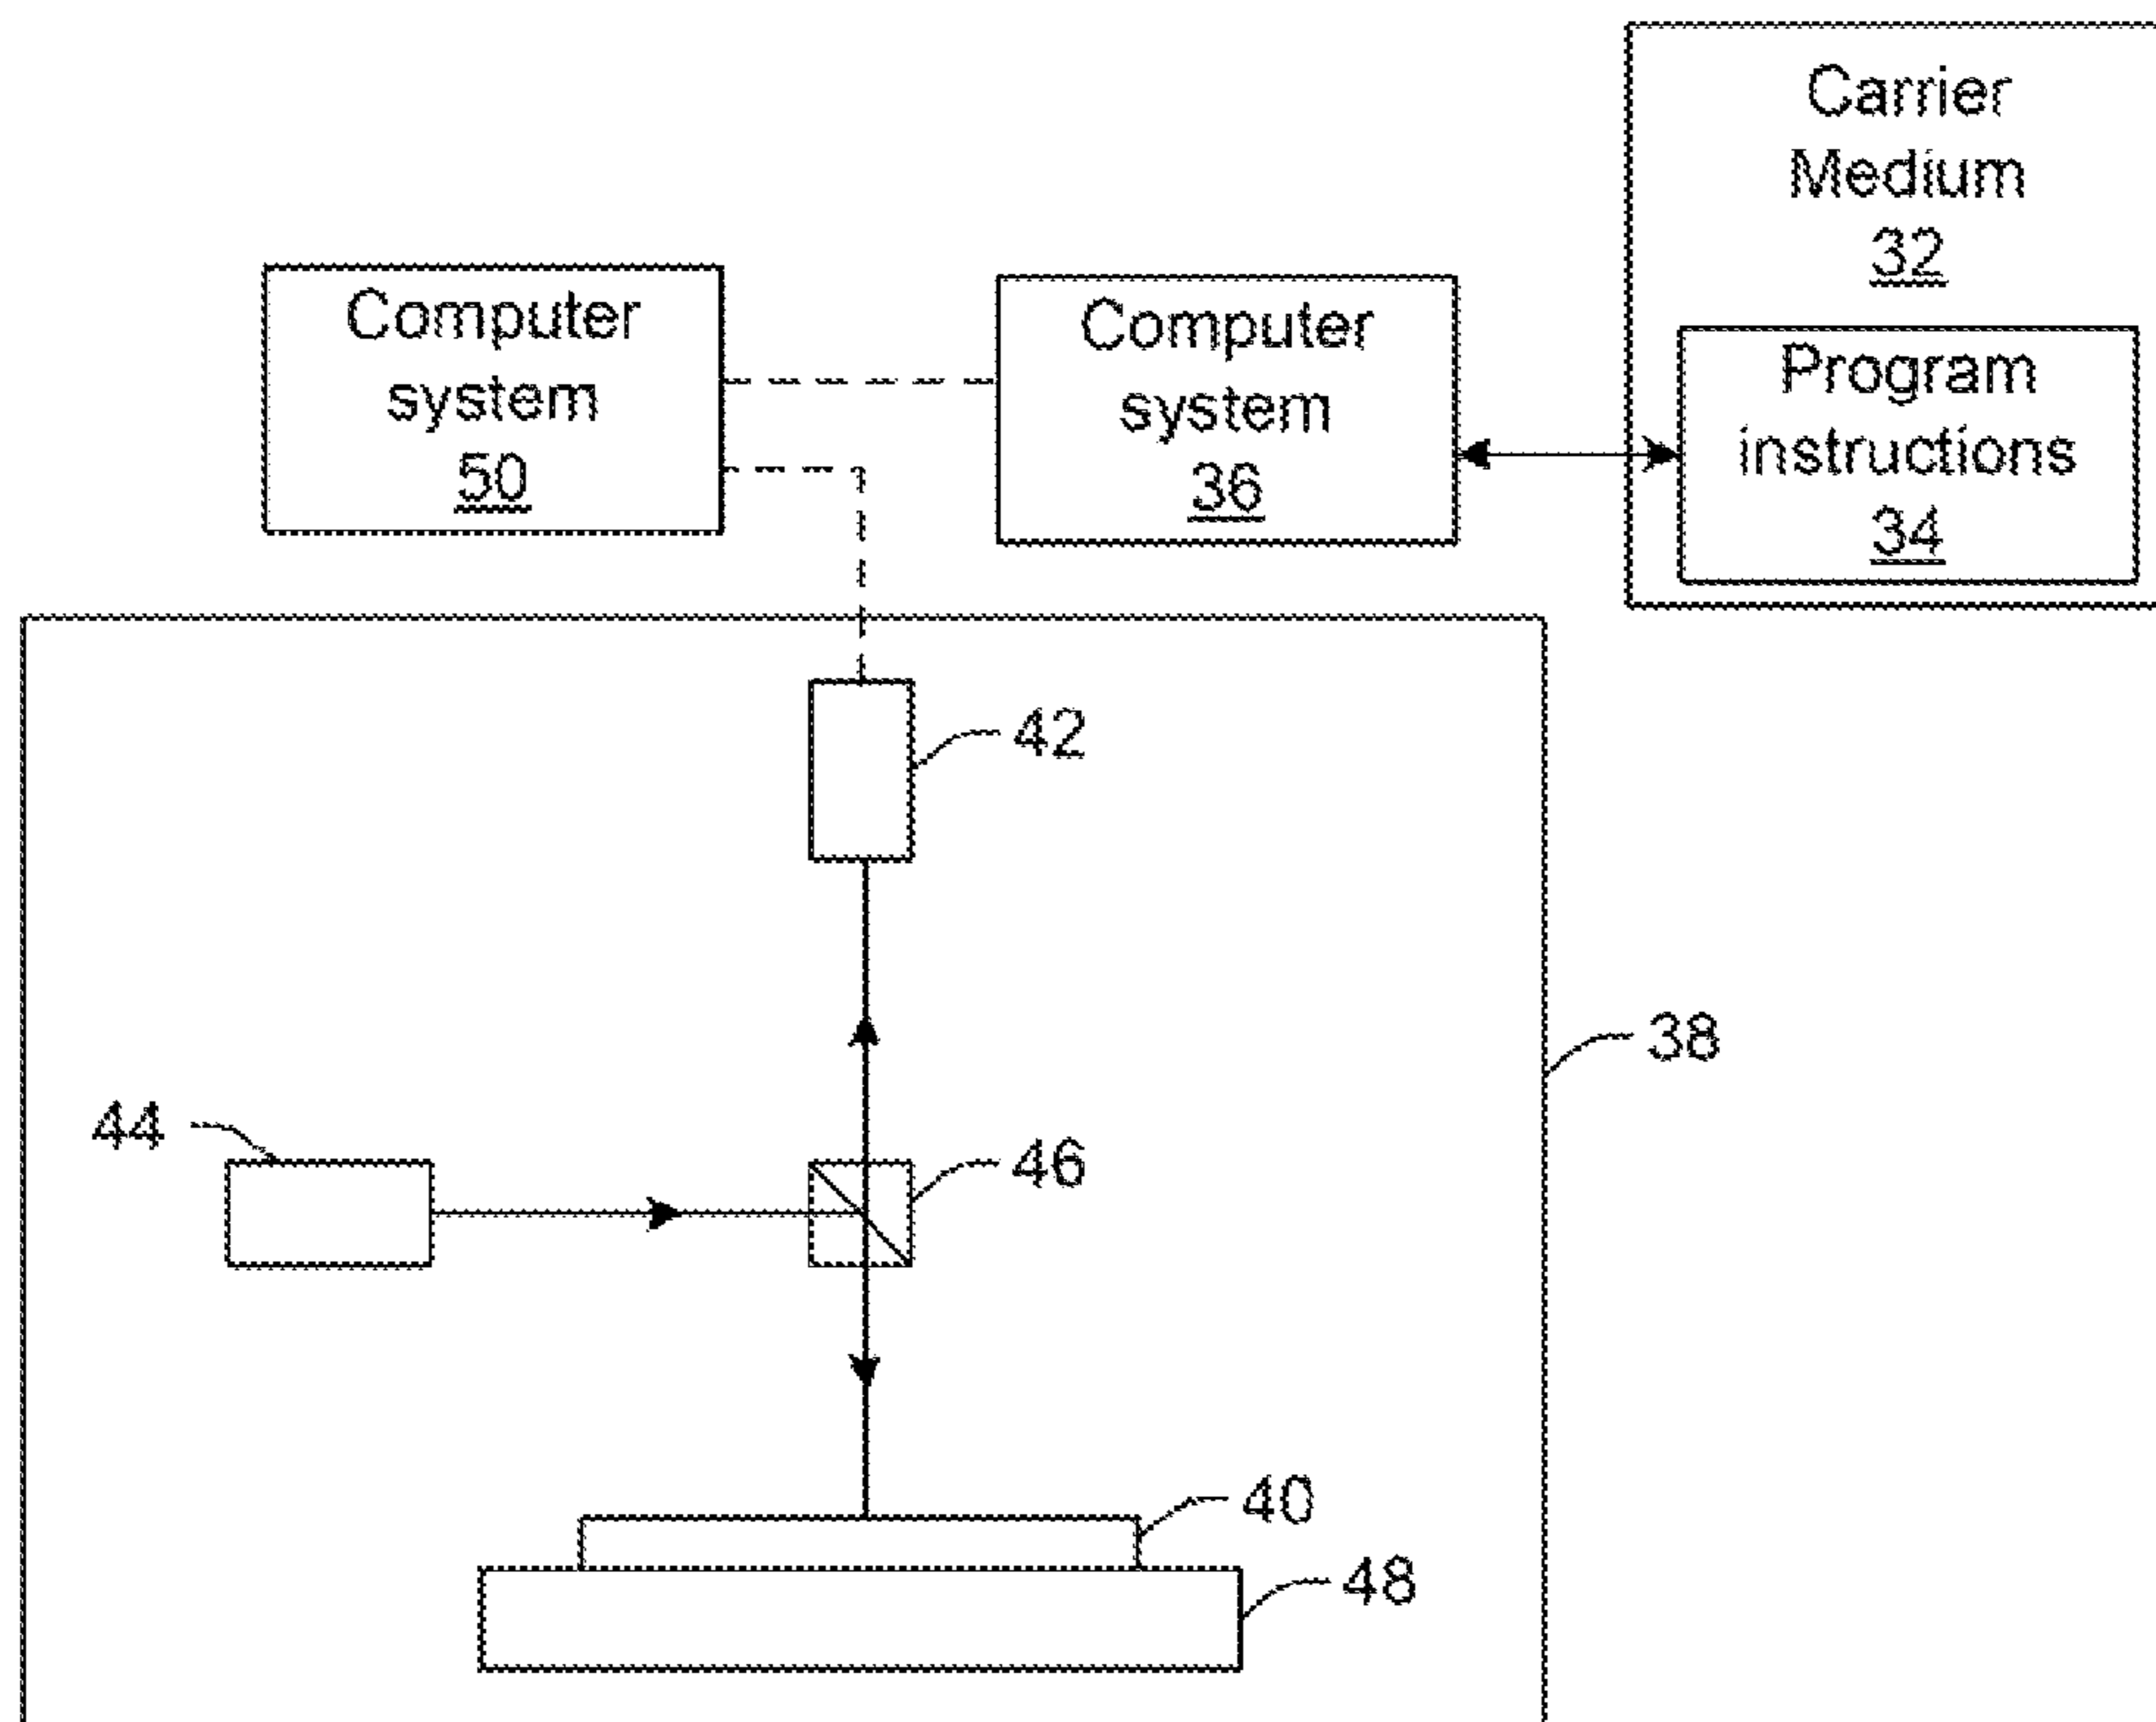 Carrier
Medium
32
Computer
system
50
Computer
system
36
Program
instructions
34
42
38
44
46
40
48